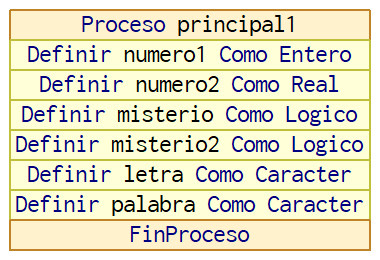 Proceso principal1
Definir numero1 Como Entero
Definir numero2 Como Real
Definir misterio Como Logico
Definir misterio2 Como Logico
Definir letra Como Caracter
Definir palabra Como Caracter
FinProceso